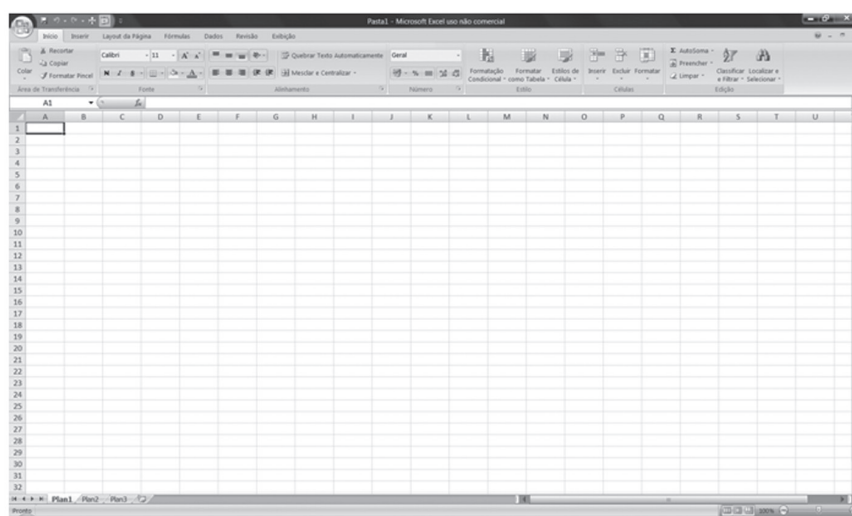 Pasta1 - Microsoft Excel uso não comercial
Início Inserir Layout da Página Fórmulas Dados Revisão Exibição
Colar
Recortar
Copiar
Formatar Pincel
Área de Transferência
Calibri 11
N I S
Fonte
Quebrar Texto Automaticamente
Mesclar e Centralizar
Alinhamento
Geral
% 000
Número
Formatação Condicional
Formatar como Tabela
Estilos de Célula
Estilo
Inserir Excluir Formatar
Células
Σ AutoSoma
Preencher
Limpar
Classificar e Filtrar
Localizar e Selecionar
Edição
A1 fx
A B C D E F G H I J K L M N O P Q R S T U
1
2
3
4
5
6
7
8
9
10
11
12
13
14
15
16
17
18
19
20
21
22
23
24
25
26
27
28
29
30
31
32
Plan1 Plan2 Plan3
Pronto 100%